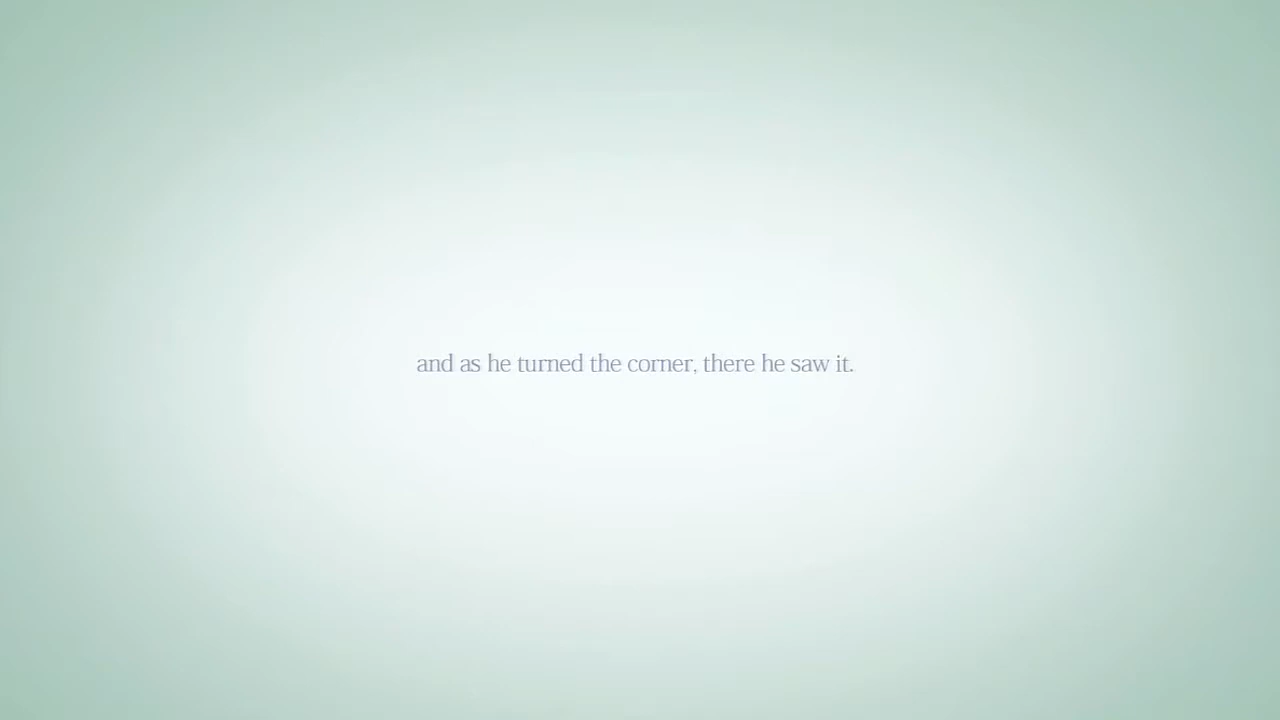 and as he turned the corner, there he saw it.